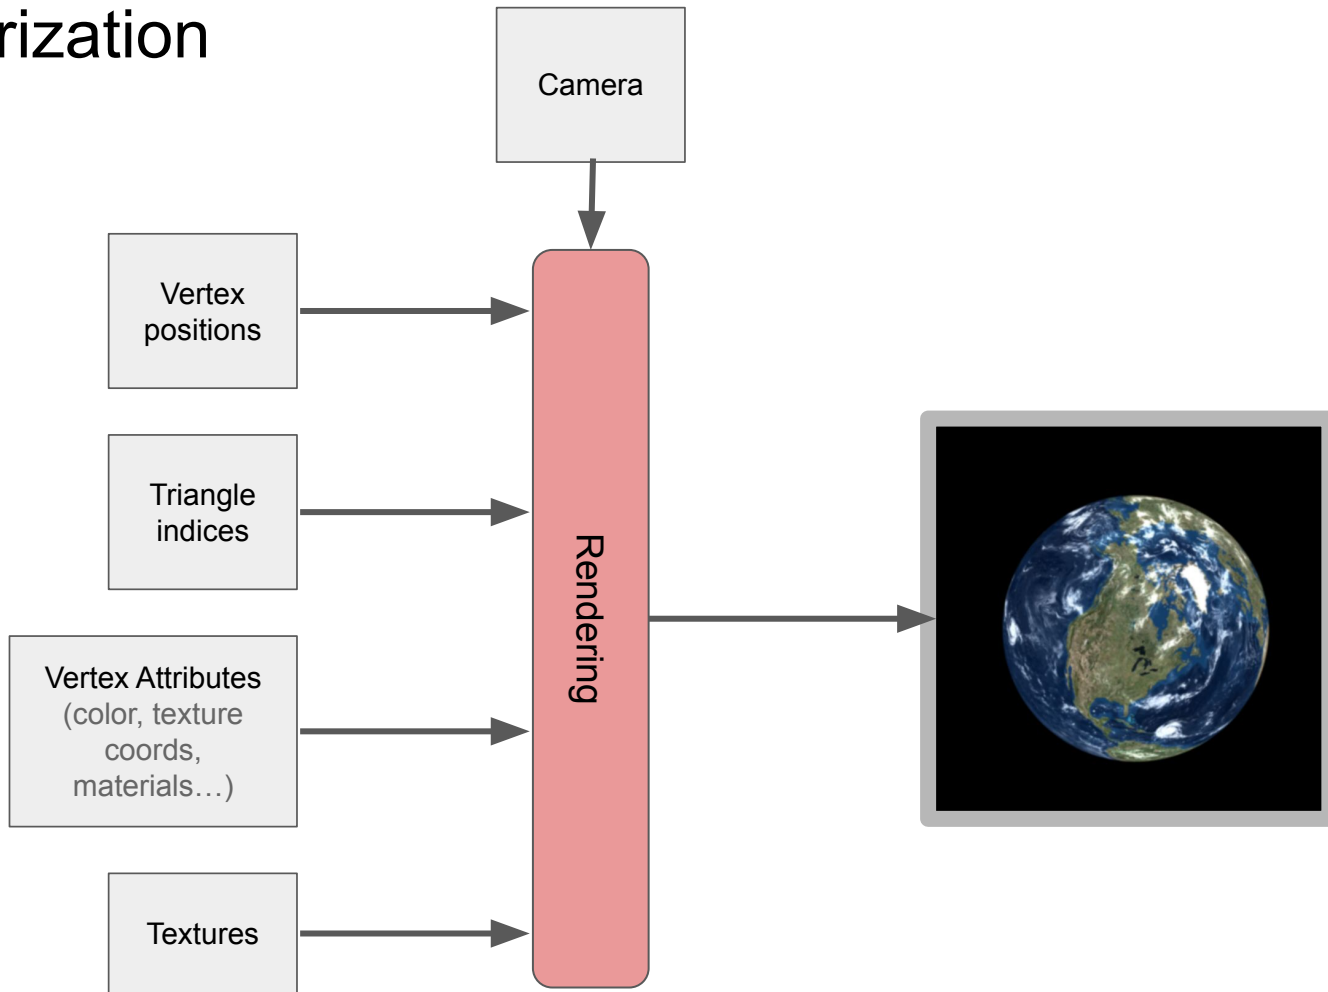 rization
Camera
Vertex
positions
Triangle
indices
Vertex Attributes
(color, texture
coords,
materials…)
Textures
Rendering